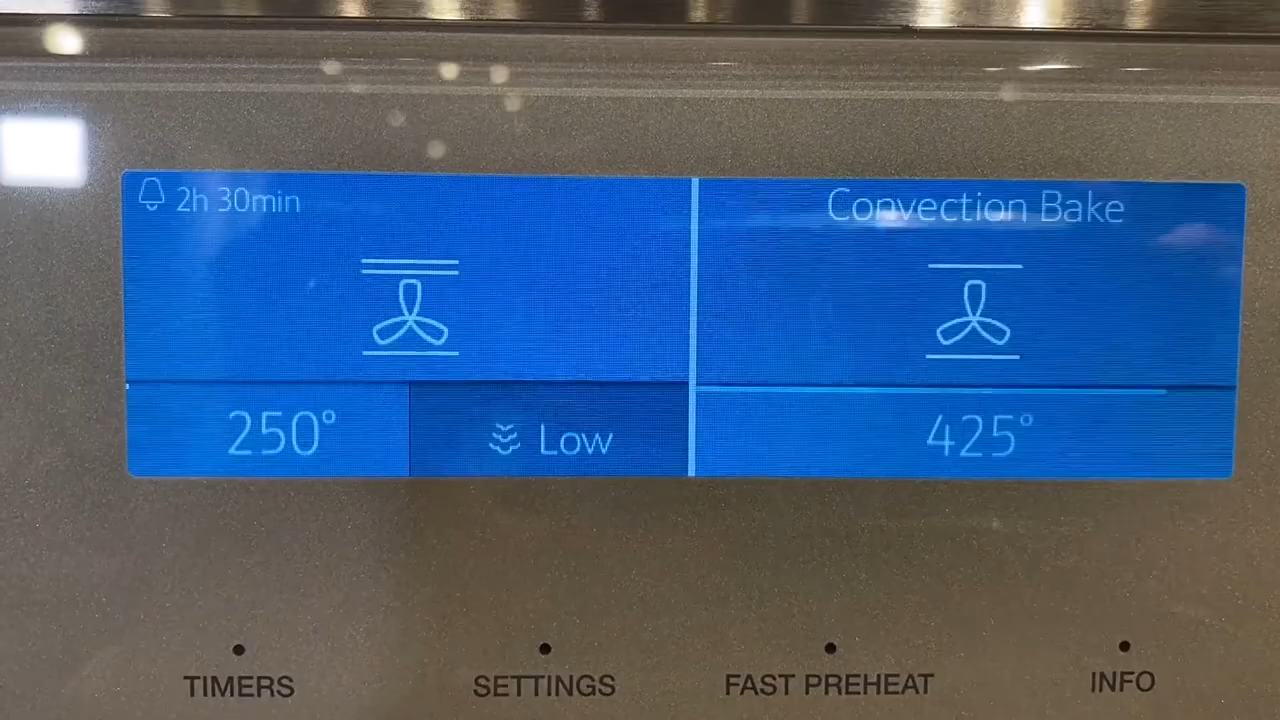 2h 30min
Convection Bake
250°
Low
425°
TIMERS
SETTINGS
FAST PREHEAT
INFO